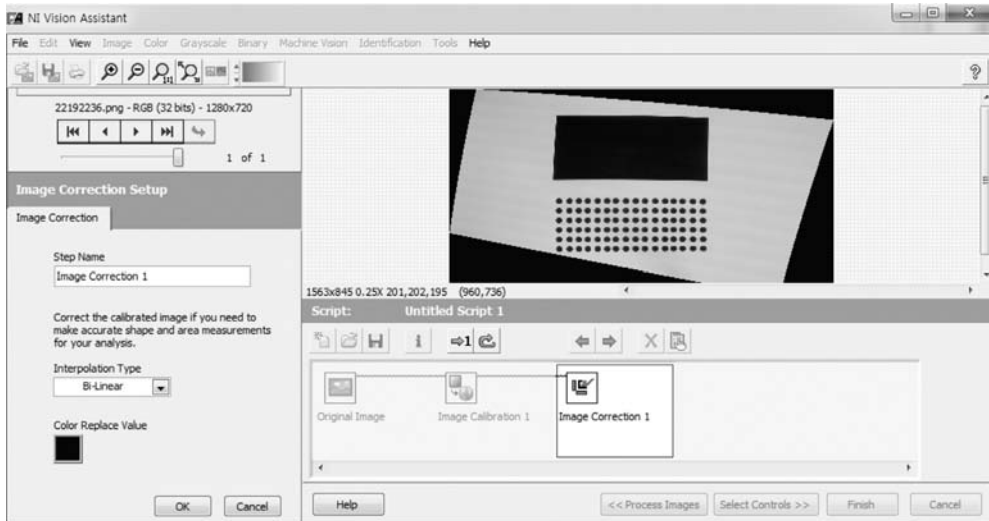 NI Vision Assistant
File Edit View Image Color Grayscale Binary Machine Vision Identification Tools Help
22192236.png - RGB (32 bits) - 1280x720
1 of 1
Image Correction Setup
Image Correction
Step Name
Image Correction 1
Correct the calibrated image if you need to
make accurate shape and area measurements
for your analysis.
Interpolation Type
Bi-Linear
Color Replace Value
OK Cancel
1563x845 0.25X 201,202,195 (960,736)
Script: Untitled Script 1
Original Image Image Calibration 1 Image Correction 1
Help << Process Images Select Controls >> Finish Cancel